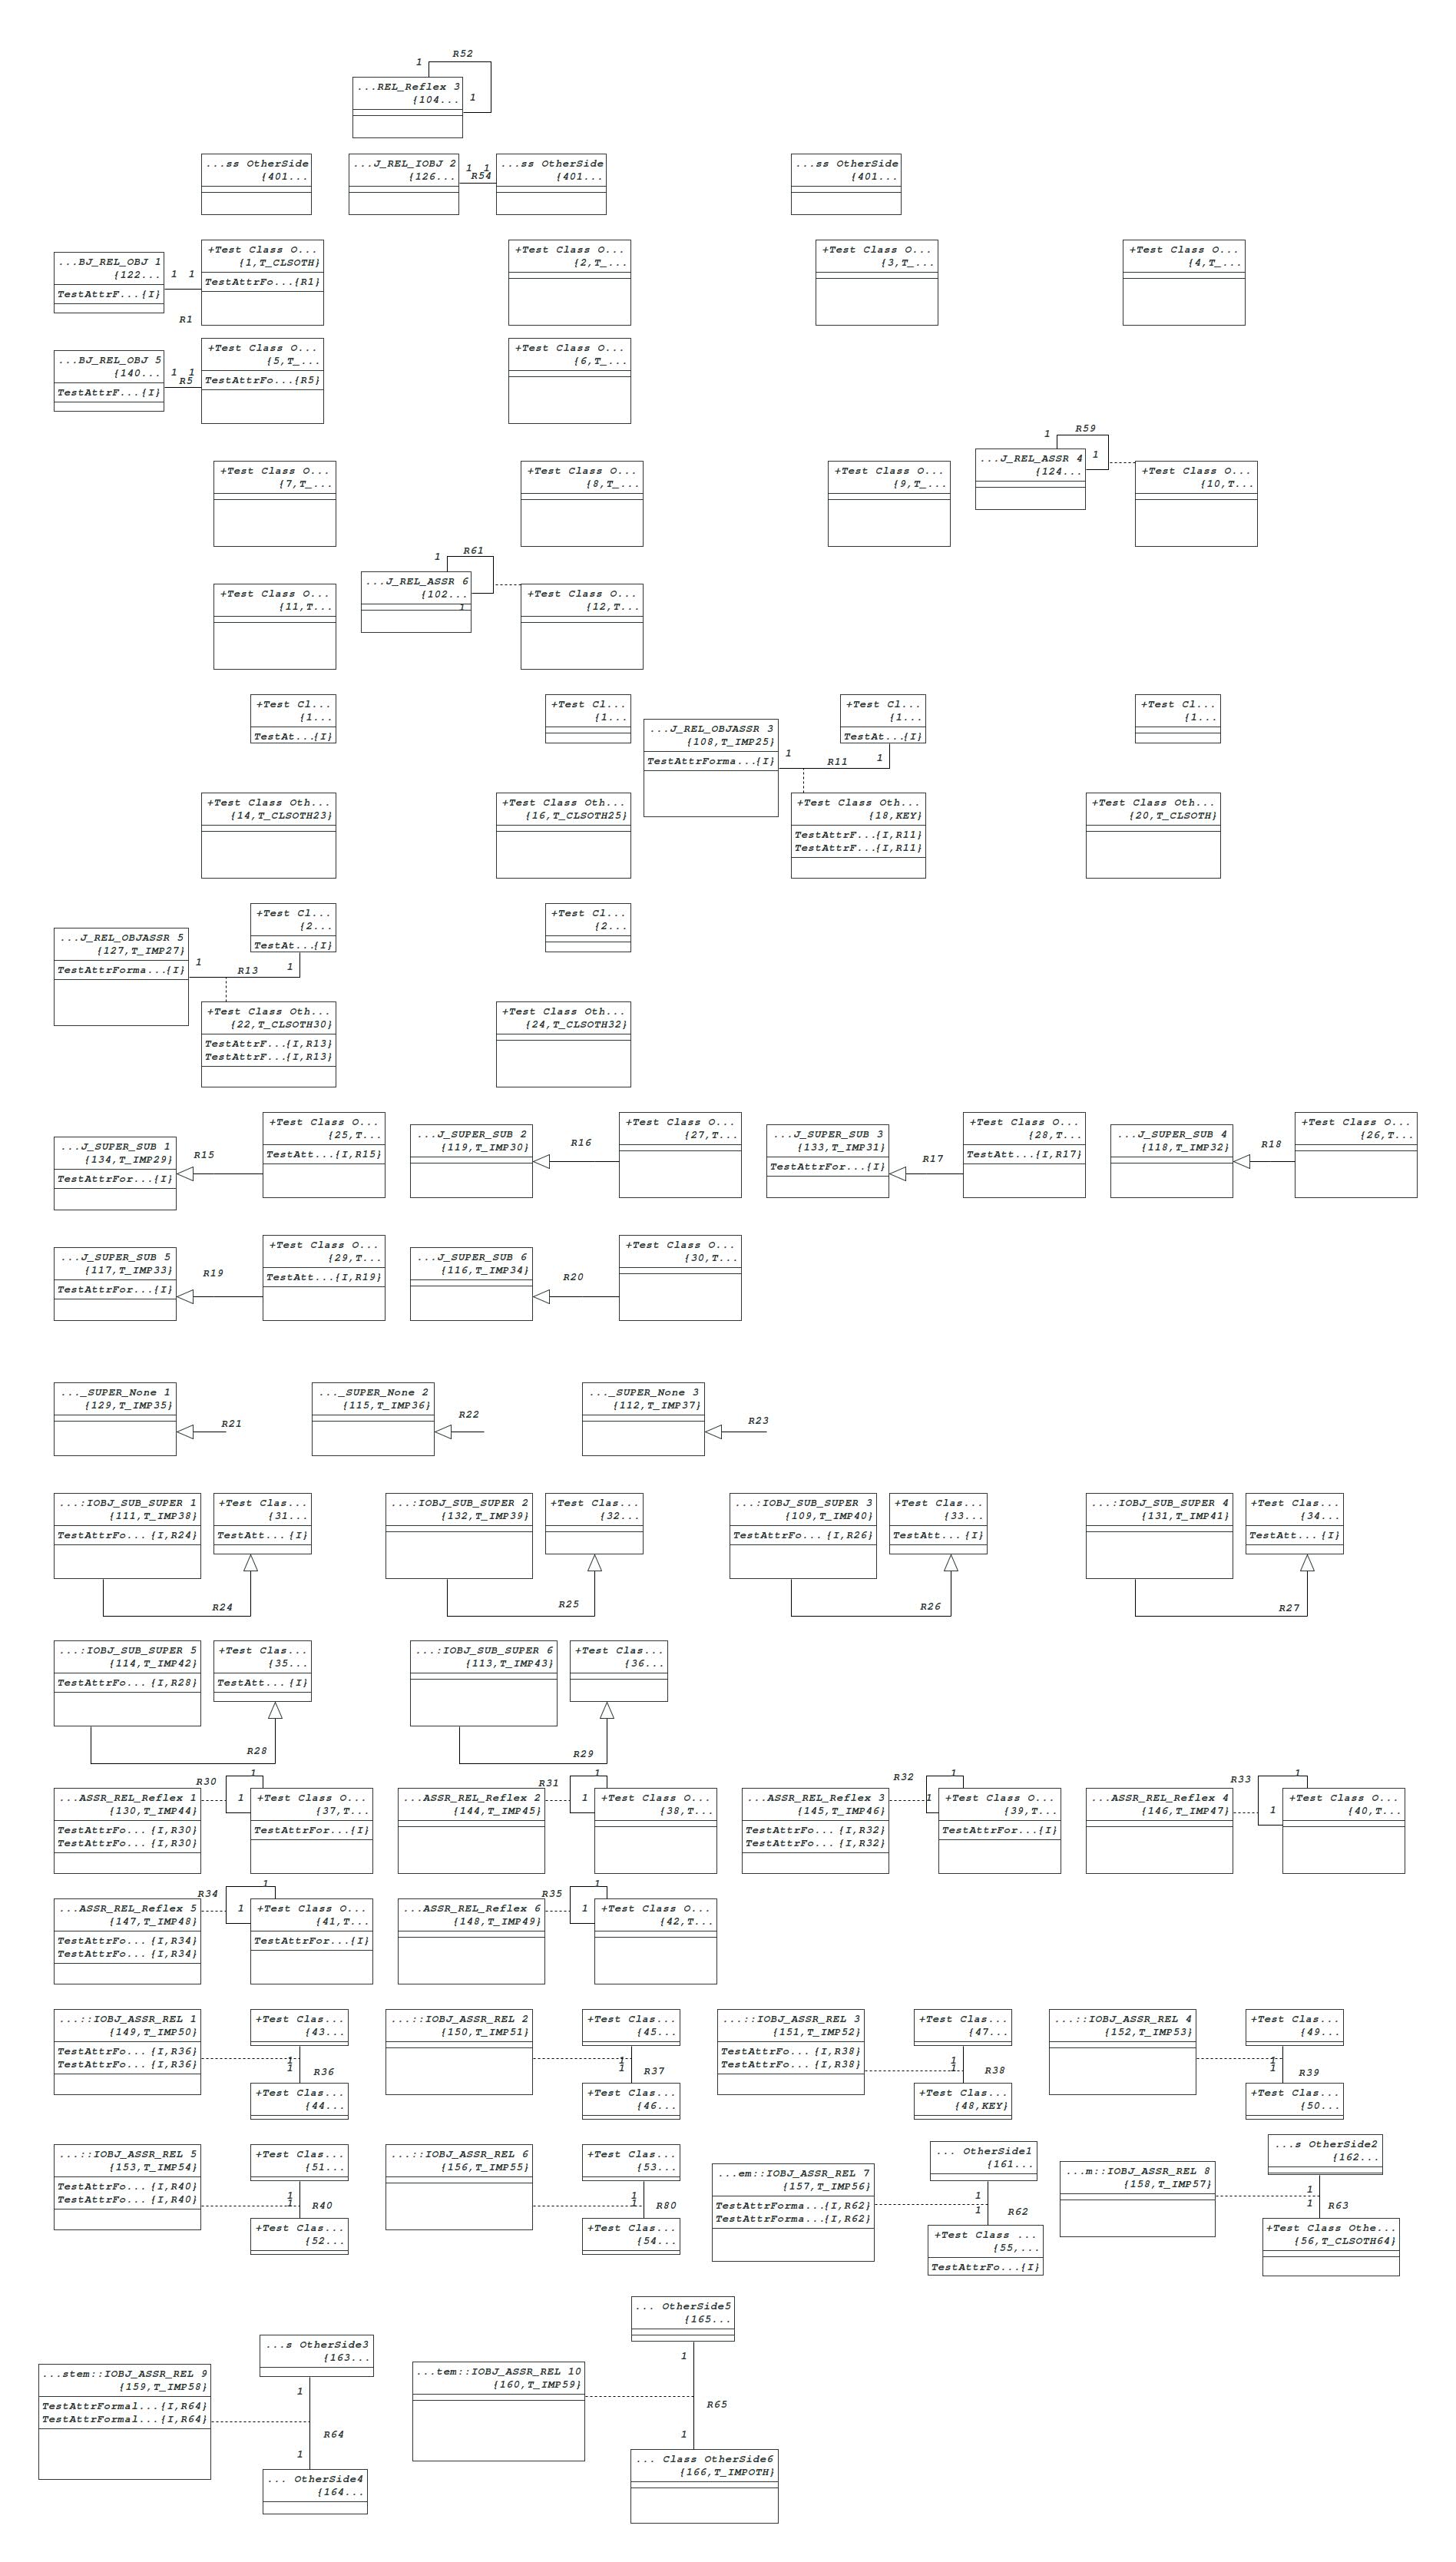 R52
1
...REL_Reflex 3
{104...
1
...ss OtherSide
{401...
...J_REL_IOBJ 2
{126...
1 1
R54
...ss OtherSide
{401...
...ss OtherSide
{401...
...BJ_REL_OBJ 1
{122...
TestAttrF...{I}
1 1
R1
+Test Class O...
{1,T_CLSOTH}
TestAttrFo...{R1}
+Test Class O...
{2,T_...
+Test Class O...
{3,T_...
+Test Class O...
{4,T_...
...BJ_REL_OBJ 5
{140...
TestAttrF...{I}
1 1
R5
+Test Class O...
{5,T_...
TestAttrFo...{R5}
+Test Class O...
{6,T_...
+Test Class O...
{7,T_...
+Test Class O...
{8,T_...
+Test Class O...
{9,T_...
1
R59
...J_REL_ASSR 4
{124...
1
+Test Class O...
{10,T...
+Test Class O...
{11,T...
1
R61
...J_REL_ASSR 6
{102...
1
+Test Class O...
{12,T...
+Test Cl...
{1...
TestAt...{I}
+Test Cl...
{1...
...J_REL_OBJASSR 3
{108,T_IMP25}
TestAttrForma...{I}
1
R11
1
+Test Cl...
{1...
TestAt...{I}
+Test Cl...
{1...
+Test Class Oth...
{14,T_CLSOTH23}
+Test Class Oth...
{16,T_CLSOTH25}
+Test Class Oth...
{18,KEY}
TestAttrF...{I,R11}
TestAttrF...{I,R11}
+Test Class Oth...
{20,T_CLSOTH}
...J_REL_OBJASSR 5
{127,T_IMP27}
TestAttrForma...{I}
1
R13
1
+Test Cl...
{2...
TestAt...{I}
+Test Cl...
{2...
+Test Class Oth...
{22,T_CLSOTH30}
TestAttrF...{I,R13}
TestAttrF...{I,R13}
+Test Class Oth...
{24,T_CLSOTH32}
...J_SUPER_SUB 1
{134,T_IMP29}
TestAttrFor...{I}
R15
+Test Class O...
{25,T...
TestAtt...{I,R15}
...J_SUPER_SUB 2
{119,T_IMP30}
R16
+Test Class O...
{27,T...
...J_SUPER_SUB 3
{133,T_IMP31}
TestAttrFor...{I}
R17
+Test Class O...
{28,T...
TestAtt...{I,R17}
...J_SUPER_SUB 4
{118,T_IMP32}
R18
+Test Class O...
{26,T...
...J_SUPER_SUB 5
{117,T_IMP33}
TestAttrFor...{I}
R19
+Test Class O...
{29,T...
TestAtt...{I,R19}
...J_SUPER_SUB 6
{116,T_IMP34}
R20
+Test Class O...
{30,T...
..._SUPER_None 1
{129,T_IMP35}
R21
..._SUPER_None 2
{115,T_IMP36}
R22
..._SUPER_None 3
{112,T_IMP37}
R23
...:IOBJ_SUB_SUPER 1
{111,T_IMP38}
TestAttrFo...{I,R24}
+Test Clas...
{31...
TestAtt...{I}
R24
...:IOBJ_SUB_SUPER 2
{132,T_IMP39}
+Test Clas...
{32...
R25
...:IOBJ_SUB_SUPER 3
{109,T_IMP40}
TestAttrFo...{I,R26}
+Test Clas...
{33...
TestAtt...{I}
R26
...:IOBJ_SUB_SUPER 4
{131,T_IMP41}
+Test Clas...
{34...
TestAtt...{I}
R27
...:IOBJ_SUB_SUPER 5
{114,T_IMP42}
TestAttrFo...{I,R28}
+Test Clas...
{35...
TestAtt...{I}
R28
...:IOBJ_SUB_SUPER 6
{113,T_IMP43}
+Test Clas...
{36...
R29
...ASSR_REL_Reflex 1
{130,T_IMP44}
TestAttrFo...{I,R30}
TestAttrFo...{I,R30}
R30
1
1
+Test Class O...
{37,T...
TestAttrFor...{I}
...ASSR_REL_Reflex 2
{144,T_IMP45}
R31
1
1
+Test Class O...
{38,T...
...ASSR_REL_Reflex 3
{145,T_IMP46}
TestAttrFo...{I,R32}
TestAttrFo...{I,R32}
R32
1
1
+Test Class O...
{39,T...
TestAttrFor...{I}
...ASSR_REL_Reflex 4
{146,T_IMP47}
R33
1
1
+Test Class O...
{40,T...
...ASSR_REL_Reflex 5
{147,T_IMP48}
TestAttrFo...{I,R34}
TestAttrFo...{I,R34}
R34
1
1
+Test Class O...
{41,T...
TestAttrFor...{I}
...ASSR_REL_Reflex 6
{148,T_IMP49}
R35
1
1
+Test Class O...
{42,T...
...::IOBJ_ASSR_REL 1
{149,T_IMP50}
TestAttrFo...{I,R36}
TestAttrFo...{I,R36}
+Test Clas...
{43...
1
1
R36
+Test Clas...
{44...
...::IOBJ_ASSR_REL 2
{150,T_IMP51}
+Test Clas...
{45...
1
1
R37
+Test Clas...
{46...
...::IOBJ_ASSR_REL 3
{151,T_IMP52}
TestAttrFo...{I,R38}
TestAttrFo...{I,R38}
+Test Clas...
{47...
1
1
R38
+Test Clas...
{48,KEY}
...::IOBJ_ASSR_REL 4
{152,T_IMP53}
+Test Clas...
{49...
1
1
R39
+Test Clas...
{50...
...::IOBJ_ASSR_REL 5
{153,T_IMP54}
TestAttrFo...{I,R40}
TestAttrFo...{I,R40}
+Test Clas...
{51...
1
1
R40
+Test Clas...
{52...
...::IOBJ_ASSR_REL 6
{156,T_IMP55}
+Test Clas...
{53...
1
1
R80
+Test Clas...
{54...
...em::IOBJ_ASSR_REL 7
{157,T_IMP56}
TestAttrForma...{I,R62}
TestAttrForma...{I,R62}
... OtherSide1
{161...
1
1
R62
+Test Class ...
{55,...
TestAttrFo...{I}
...m::IOBJ_ASSR_REL 8
{158,T_IMP57}
...s OtherSide2
{162...
1
1
R63
+Test Class Othe...
{56,T_CLSOTH64}
...stem::IOBJ_ASSR_REL 9
{159,T_IMP58}
TestAttrFormal...{I,R64}
TestAttrFormal...{I,R64}
...s OtherSide3
{163...
1
R64
1
... OtherSide4
{164...
...tem::IOBJ_ASSR_REL 10
{160,T_IMP59}
... OtherSide5
{165...
1
R65
1
... Class OtherSide6
{166,T_IMPOTH}